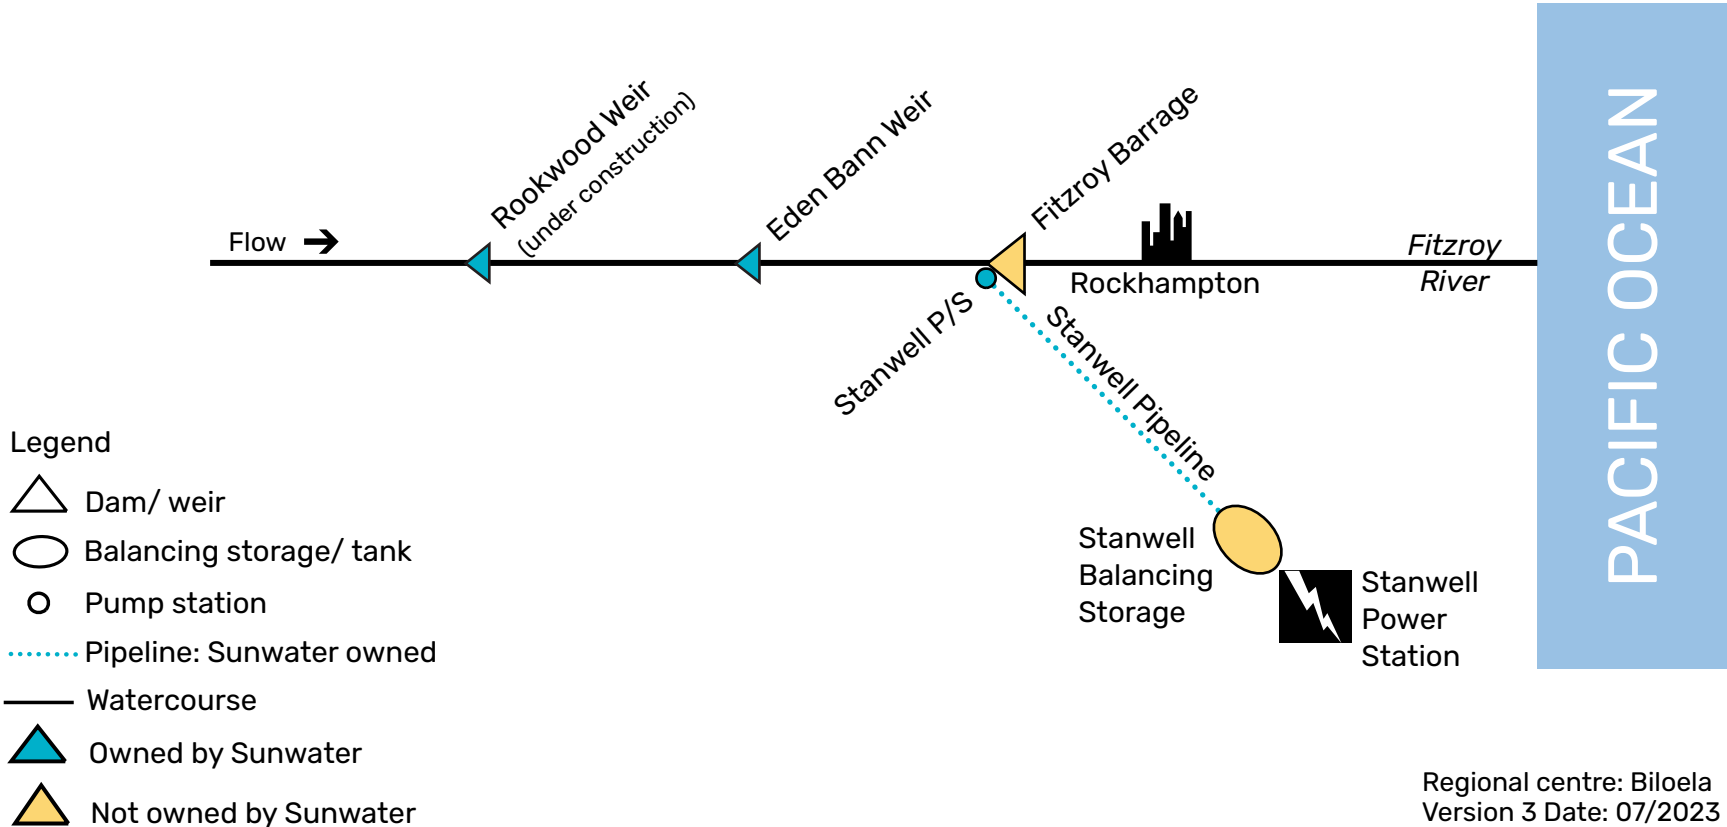 Rookwood Weir
(under construction)
Eden Bann Weir
Fitzroy Barrage
Flow
Fitzroy
River
Rockhampton
Stanwell P/S
Stanwell Pipeline
PACIFIC OCEAN
Stanwell
Balancing
Storage
Stanwell
Power
Station
Legend
Dam/ weir
Balancing storage/ tank
Pump station
Pipeline: Sunwater owned
Watercourse
Owned by Sunwater
Not owned by Sunwater
Regional centre: Biloela
Version 3 Date: 07/2023